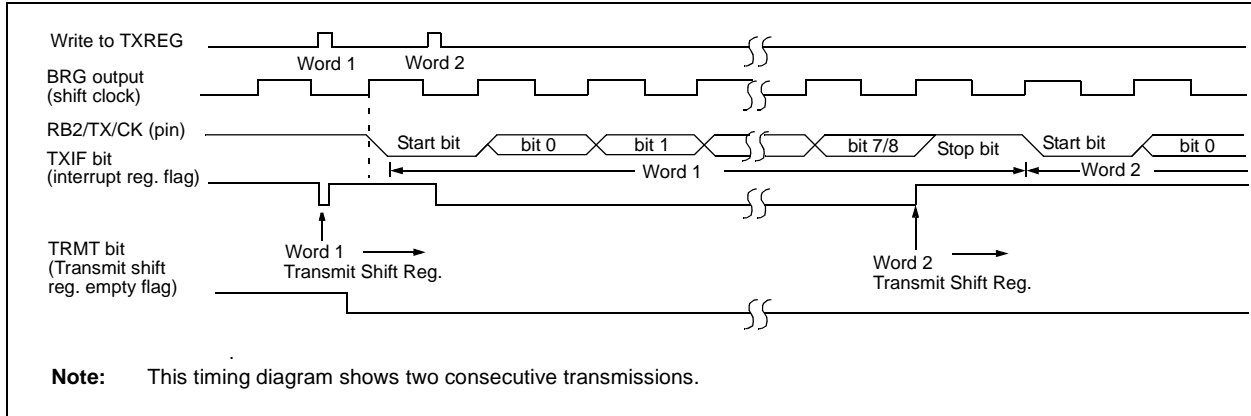 Write to TXREG
Word 1
Word 2
BRG output
(shift clock)
RB2/TX/CK (pin)
Start bit
bit 0
bit 1
bit 7/8
Stop bit
Start bit
bit 0
TXIF bit
(interrupt reg. flag)
Word 1
Word 2
TRMT bit
(Transmit shift
reg. empty flag)
Word 1
Transmit Shift Reg.
Word 2
Transmit Shift Reg.
Note: This timing diagram shows two consecutive transmissions.